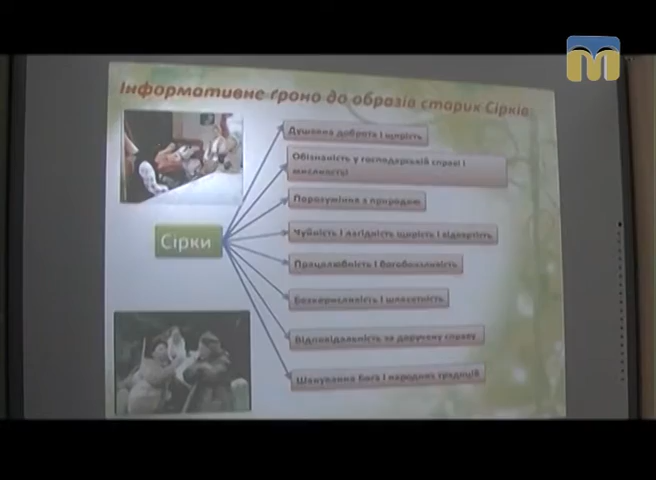 Інформативне ґроно до образів старих Сірків
Душевна доброта і щирість
Обізнаність у господарській справі і
мисливстві
Порозуміння з природою
Чуйність і лагідність щирість і відвертість
Сірки
Працелюбність і богобоязливість
Безкорисливість і шляхетність
Відповідальність за доручену справу
Шанування Бога і народних традицій